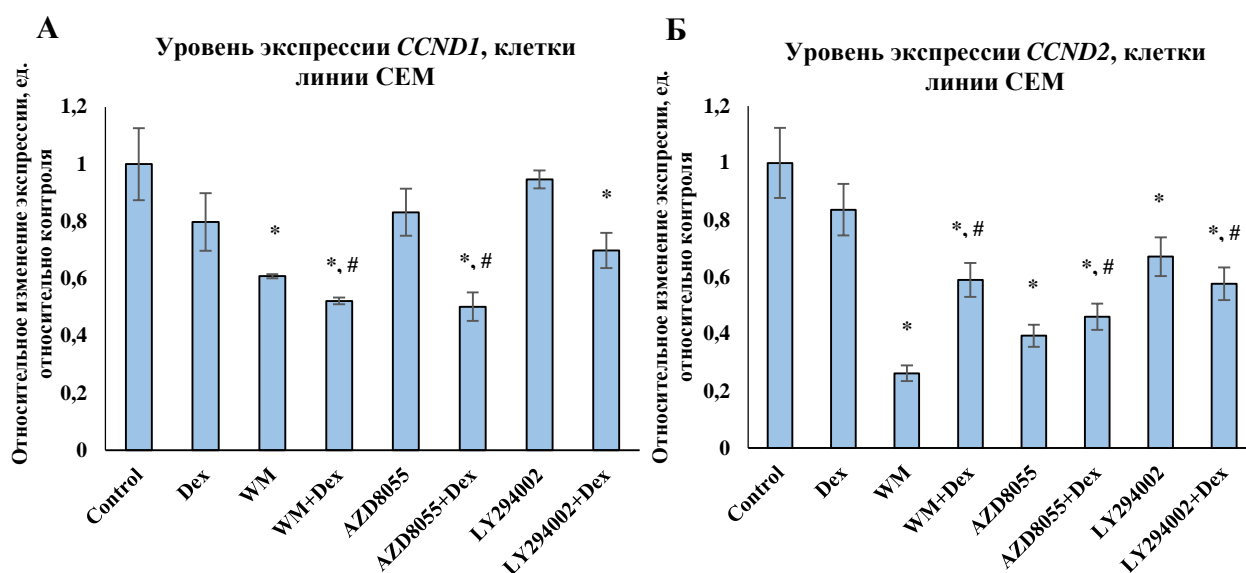 А
Уровень экспрессии CCND1, клетки
линии CEM
Относительное изменение экспрессии, ед.
относительно контроля
1,2
1
0,8
0,6
0,4
0,2
0
*
*, #
*, #
*
Control
Dex
WM
WM+Dex
AZD8055
AZD8055+Dex
LY294002
LY294002+Dex
Б
Уровень экспрессии CCND2, клетки
линии CEM
Относительное изменение экспрессии, ед.
относительно контроля
1,2
1
0,8
0,6
0,4
0,2
0
*
*, #
*
*, #
*
*, #
Control
Dex
WM
WM+Dex
AZD8055
AZD8055+Dex
LY294002
LY294002+Dex